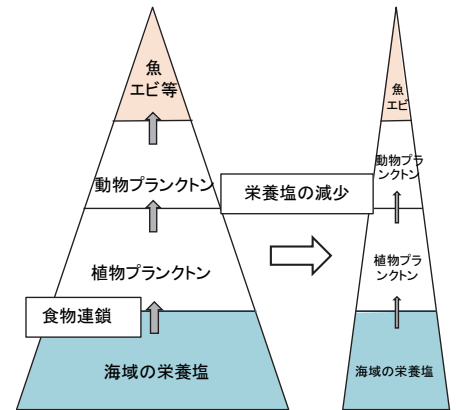 魚
エビ等
動物プランクトン
植物プランクトン
食物連鎖
海域の栄養塩
栄養塩の減少
魚
エビ
動物プラ
ンクトン
植物プラ
ンクトン
海域の栄養塩